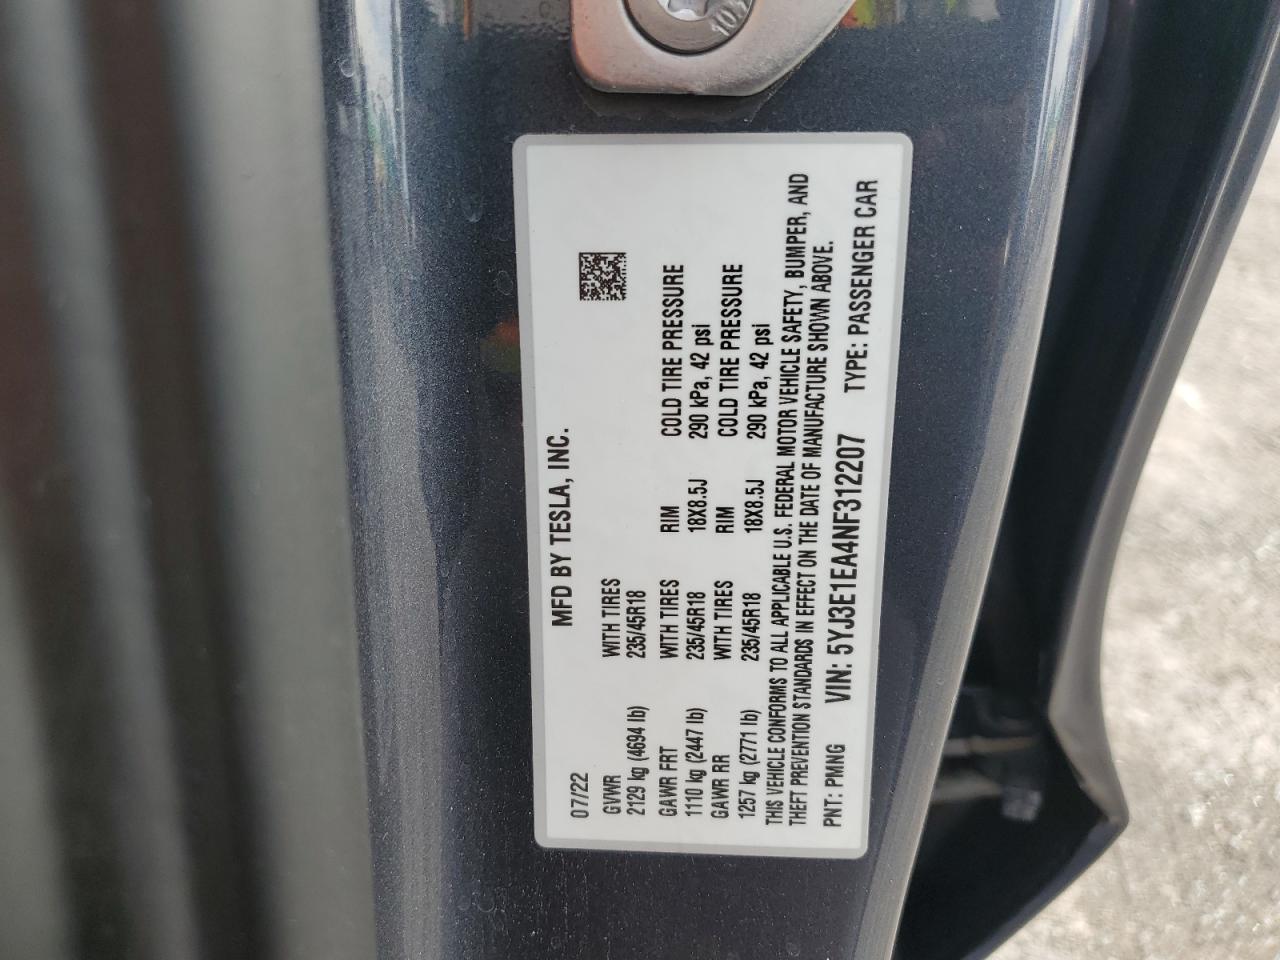 10.9
MFD BY TESLA, INC.
07/22
GVWR WITH TIRES
2129 kg (4694 lb) 235/45R18
GAWR FRT WITH TIRES RIM COLD TIRE PRESSURE
1110 kg (2447 lb) 235/45R18 18X8.5J 290 kPa, 42 psi
GAWR RR WITH TIRES RIM COLD TIRE PRESSURE
1257 kg (2771 lb) 235/45R18 18X8.5J 290 kPa, 42 psi
THIS VEHICLE CONFORMS TO ALL APPLICABLE U.S. FEDERAL MOTOR VEHICLE SAFETY, BUMPER, AND
THEFT PREVENTION STANDARDS IN EFFECT ON THE DATE OF MANUFACTURE SHOWN ABOVE.
PNT: PMNG VIN: 5YJ3E1EA4NF312207 TYPE: PASSENGER CAR